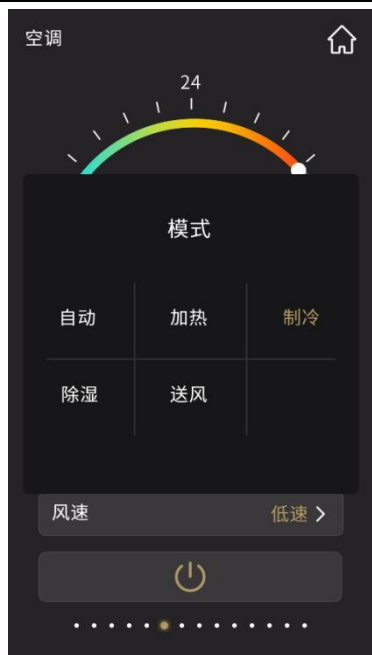 空调
24
模式
自动 加热 制冷
除湿 送风
风速 低速